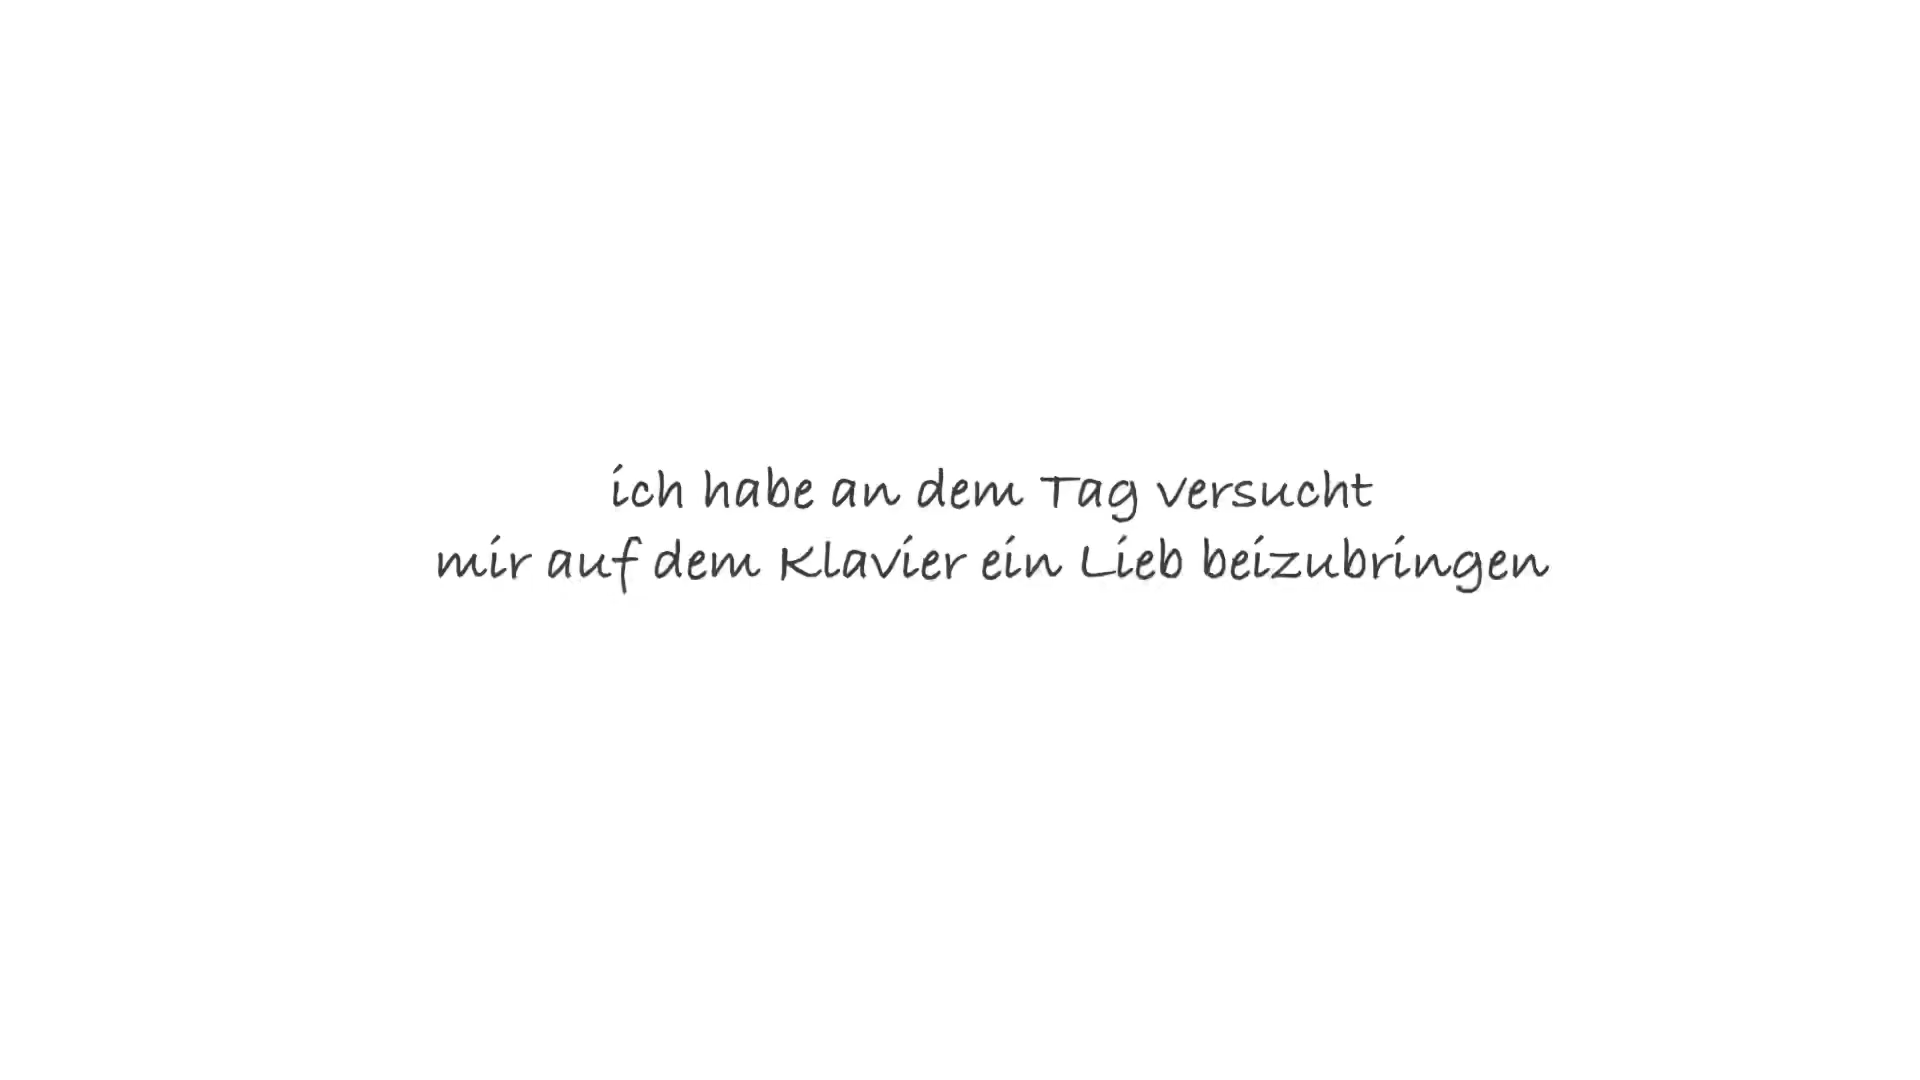 ich habe an dem Tag versucht
mir auf dem Klavier ein Lieb beizubringen